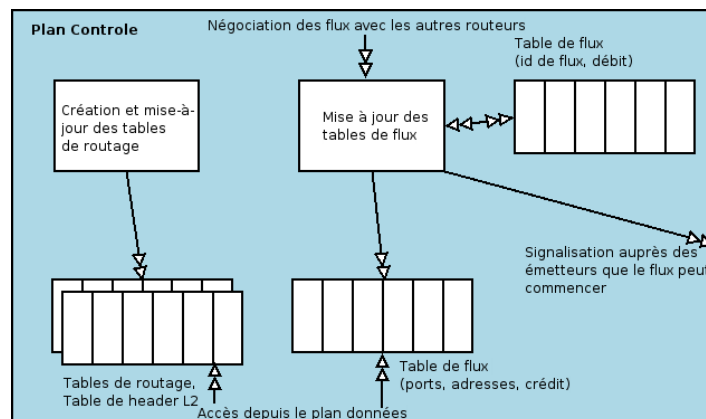 Plan Controle
Négociation des flux avec les autres routeurs
Table de flux
(id de flux, débit)
Création et mise-à-
jour des tables
de routage
Mise à jour des
tables de flux
Signalisation auprès des
émetteurs que le flux peut
commencer
Tables de routage,
Table de header L2
Table de flux
(ports, adresses, crédit)
Accès depuis le plan données